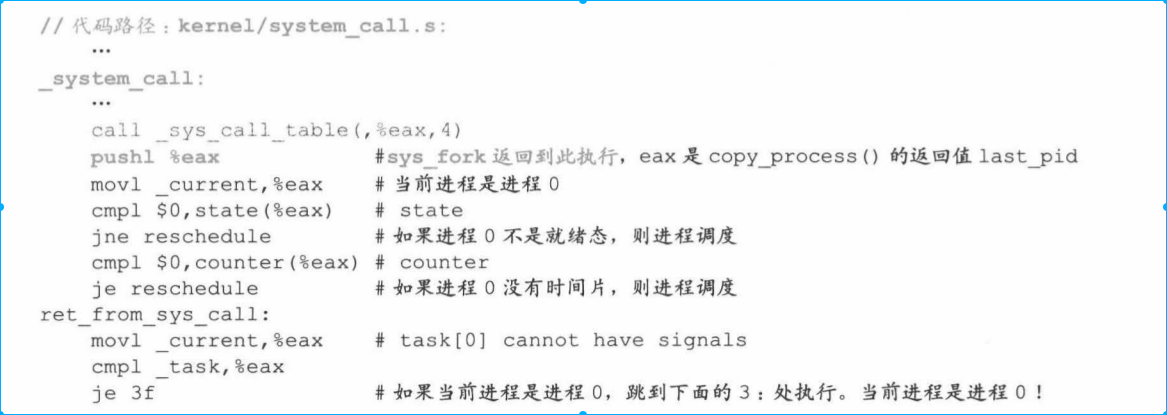 // 代码路径：kernel/system_call.s:
...
_system_call:
...
call _sys_call_table(,%eax,4)
pushl %eax #sys_fork 返回到此执行，eax 是 copy_process() 的返回值 last_pid
movl _current,%eax # 当前进程是进程 0
cmpl $0,state(%eax) # state
jne reschedule # 如果进程 0 不是就绪态，则进程调度
cmpl $0,counter(%eax) # counter
je reschedule # 如果进程 0 没有时间片，则进程调度
ret_from_sys_call:
movl _current,%eax # task[0] cannot have signals
cmpl _task,%eax
je 3f # 如果当前进程是进程 0，跳到下面的 3：处执行。当前进程是进程 0！